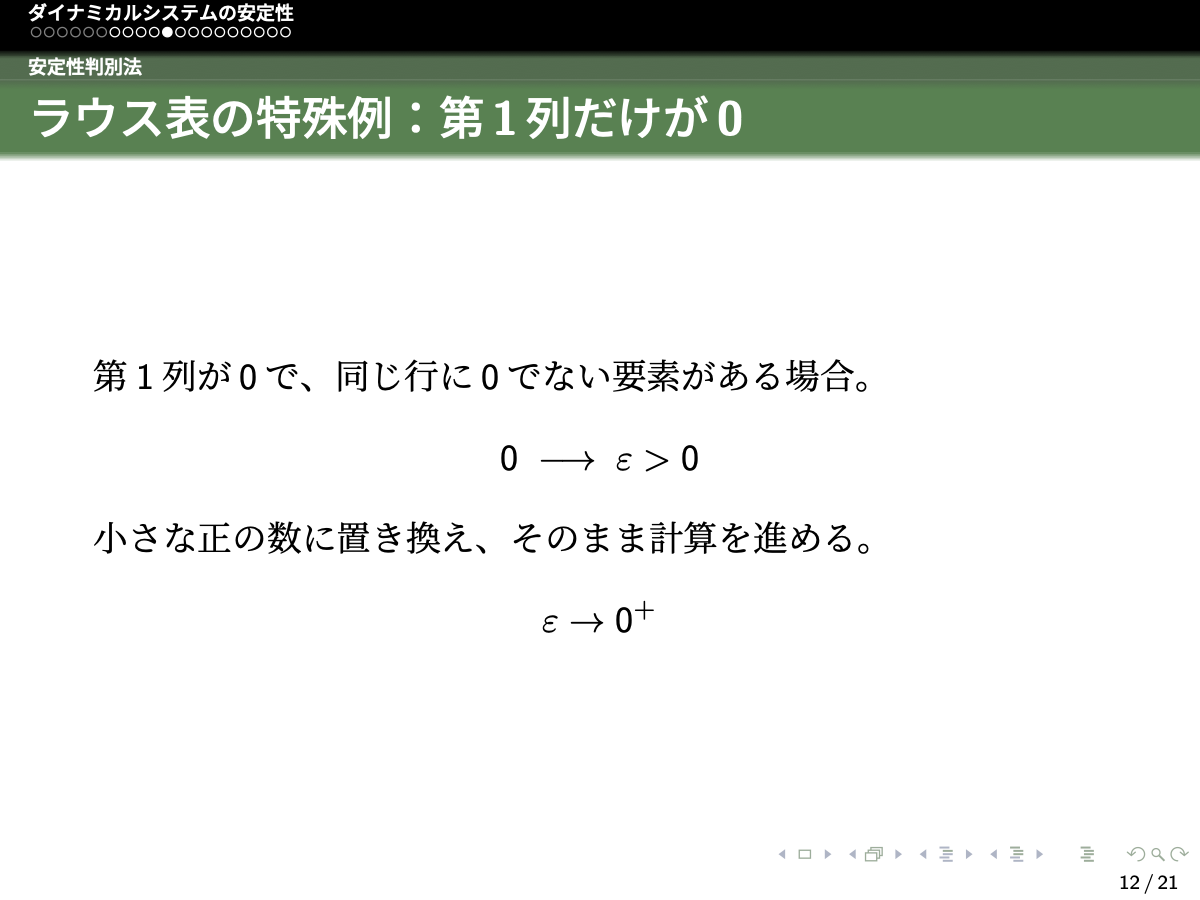 ダイナミカルシステムの安定性
安定性判別法
ラウス表の特殊例：第 1 列だけが 0
第 1 列が 0 で、同じ行に 0 でない要素がある場合。
0 ⟶ ε > 0
小さな正の数に置き換え、そのまま計算を進める。
ε → 0⁺
12 / 21